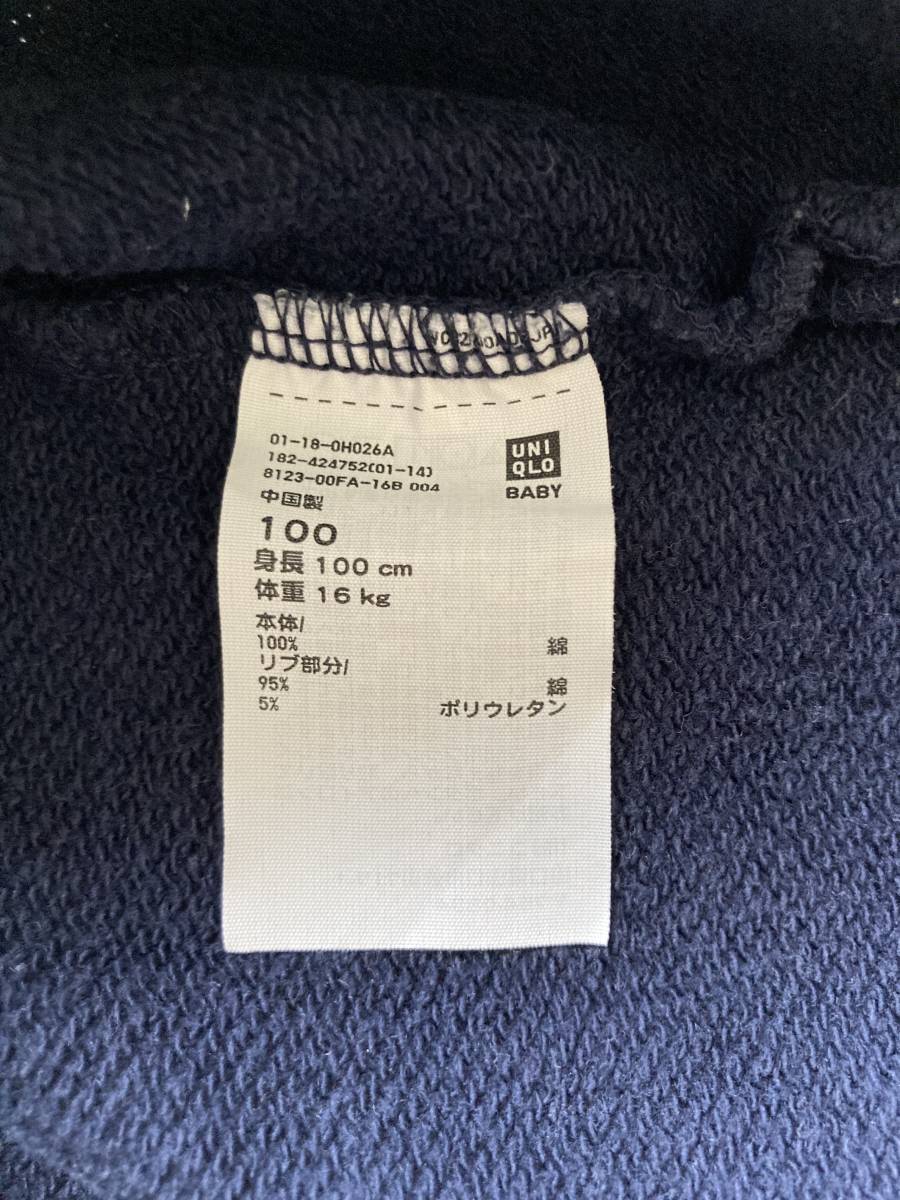 01-18-0H026A
182-424752(01-14)
8123-00FA-16B 004
UNI
QLO
BABY
中国製
100
身長 100 cm
体重 16 kg
本体/
100% 綿
リブ部分/
95% 綿
5% ポリウレタン